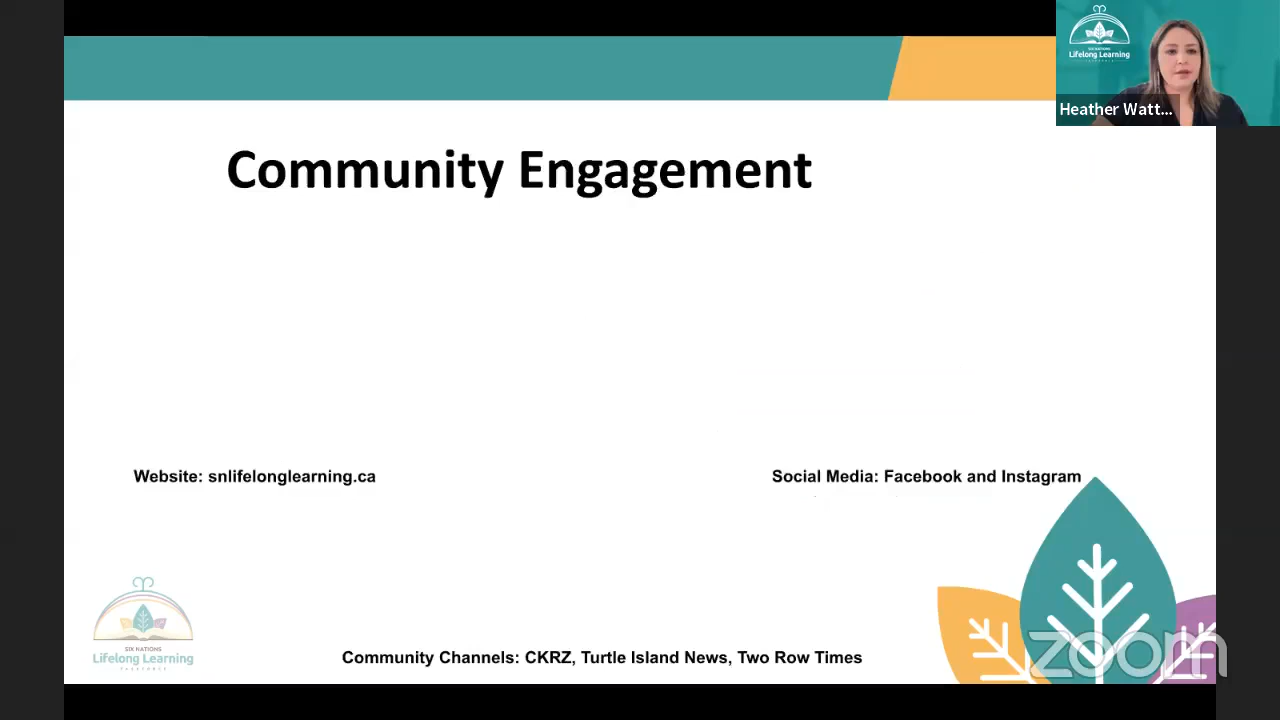 SIX NATIONS
Lifelong Learning
Heather Watt...
Community Engagement
Website: snlifelonglearning.ca
Social Media: Facebook and Instagram
SIX NATIONS
Lifelong Learning
TASKFORCE
Community Channels: CKRZ, Turtle Island News, Two Row Times
zoom